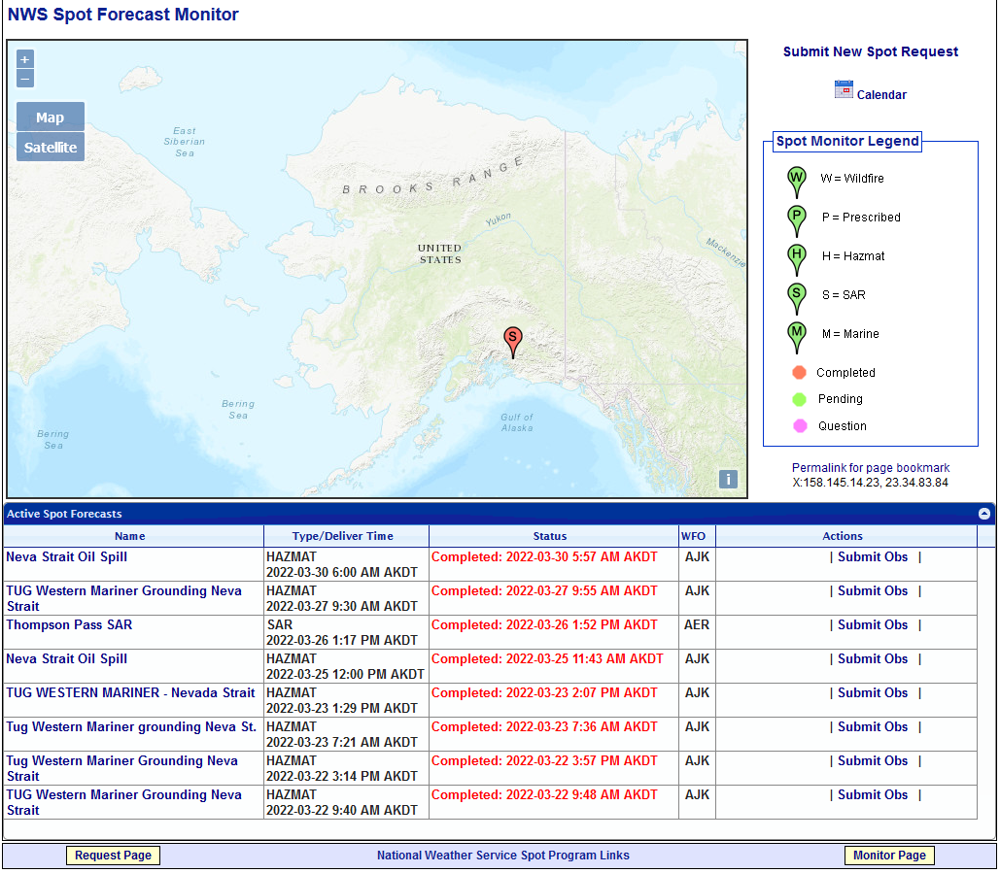 NWS Spot Forecast Monitor
+
−
Map
Satellite
East
Siberian
Sea
BROOKS RANGE
Yukon
Mackenzie
UNITED
STATES
S
Bering
Sea
Bering
Sea
Gulf of
Alaska
i
Submit New Spot Request
Calendar
Spot Monitor Legend
W W = Wildfire
P P = Prescribed
H H = Hazmat
S S = SAR
M M = Marine
Completed
Pending
Question
Permalink for page bookmark
X:158.145.14.23, 23.34.83.84
Active Spot Forecasts
Name Type/Deliver Time Status WFO Actions
Neva Strait Oil Spill HAZMAT Completed: 2022-03-30 5:57 AM AKDT AJK | Submit Obs |
2022-03-30 6:00 AM AKDT
TUG Western Mariner Grounding Neva HAZMAT Completed: 2022-03-27 9:55 AM AKDT AJK | Submit Obs |
Strait 2022-03-27 9:30 AM AKDT
Thompson Pass SAR SAR Completed: 2022-03-26 1:52 PM AKDT AER | Submit Obs |
2022-03-26 1:17 PM AKDT
Neva Strait Oil Spill HAZMAT Completed: 2022-03-25 11:43 AM AKDT AJK | Submit Obs |
2022-03-25 12:00 PM AKDT
TUG WESTERN MARINER - Nevada Strait HAZMAT Completed: 2022-03-23 2:07 PM AKDT AJK | Submit Obs |
2022-03-23 1:29 PM AKDT
Tug Western Mariner grounding Neva St. HAZMAT Completed: 2022-03-23 7:36 AM AKDT AJK | Submit Obs |
2022-03-23 7:21 AM AKDT
Tug Western Mariner Grounding Neva HAZMAT Completed: 2022-03-22 3:57 PM AKDT AJK | Submit Obs |
Strait 2022-03-22 3:14 PM AKDT
TUG Western Mariner Grounding Neva HAZMAT Completed: 2022-03-22 9:48 AM AKDT AJK | Submit Obs |
Strait 2022-03-22 9:40 AM AKDT
Request Page National Weather Service Spot Program Links Monitor Page